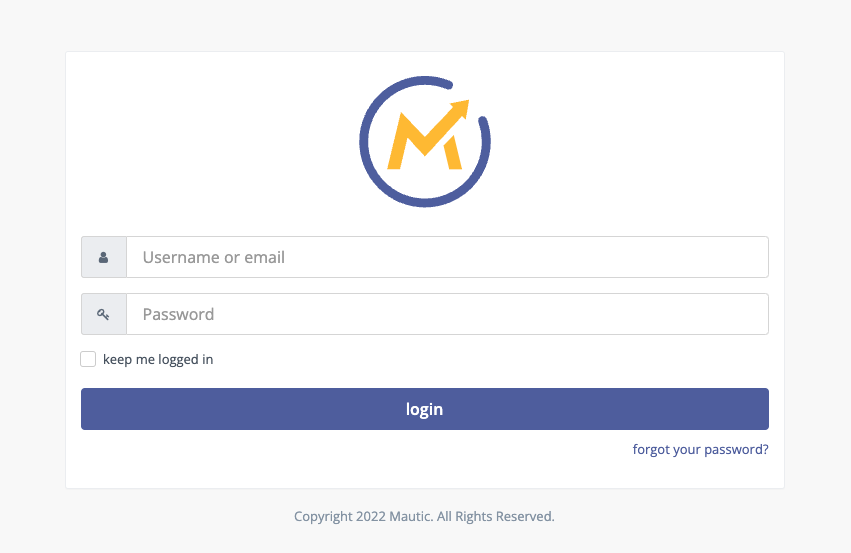 Username or email
Password
keep me logged in
login
forgot your password?
Copyright 2022 Mautic. All Rights Reserved.